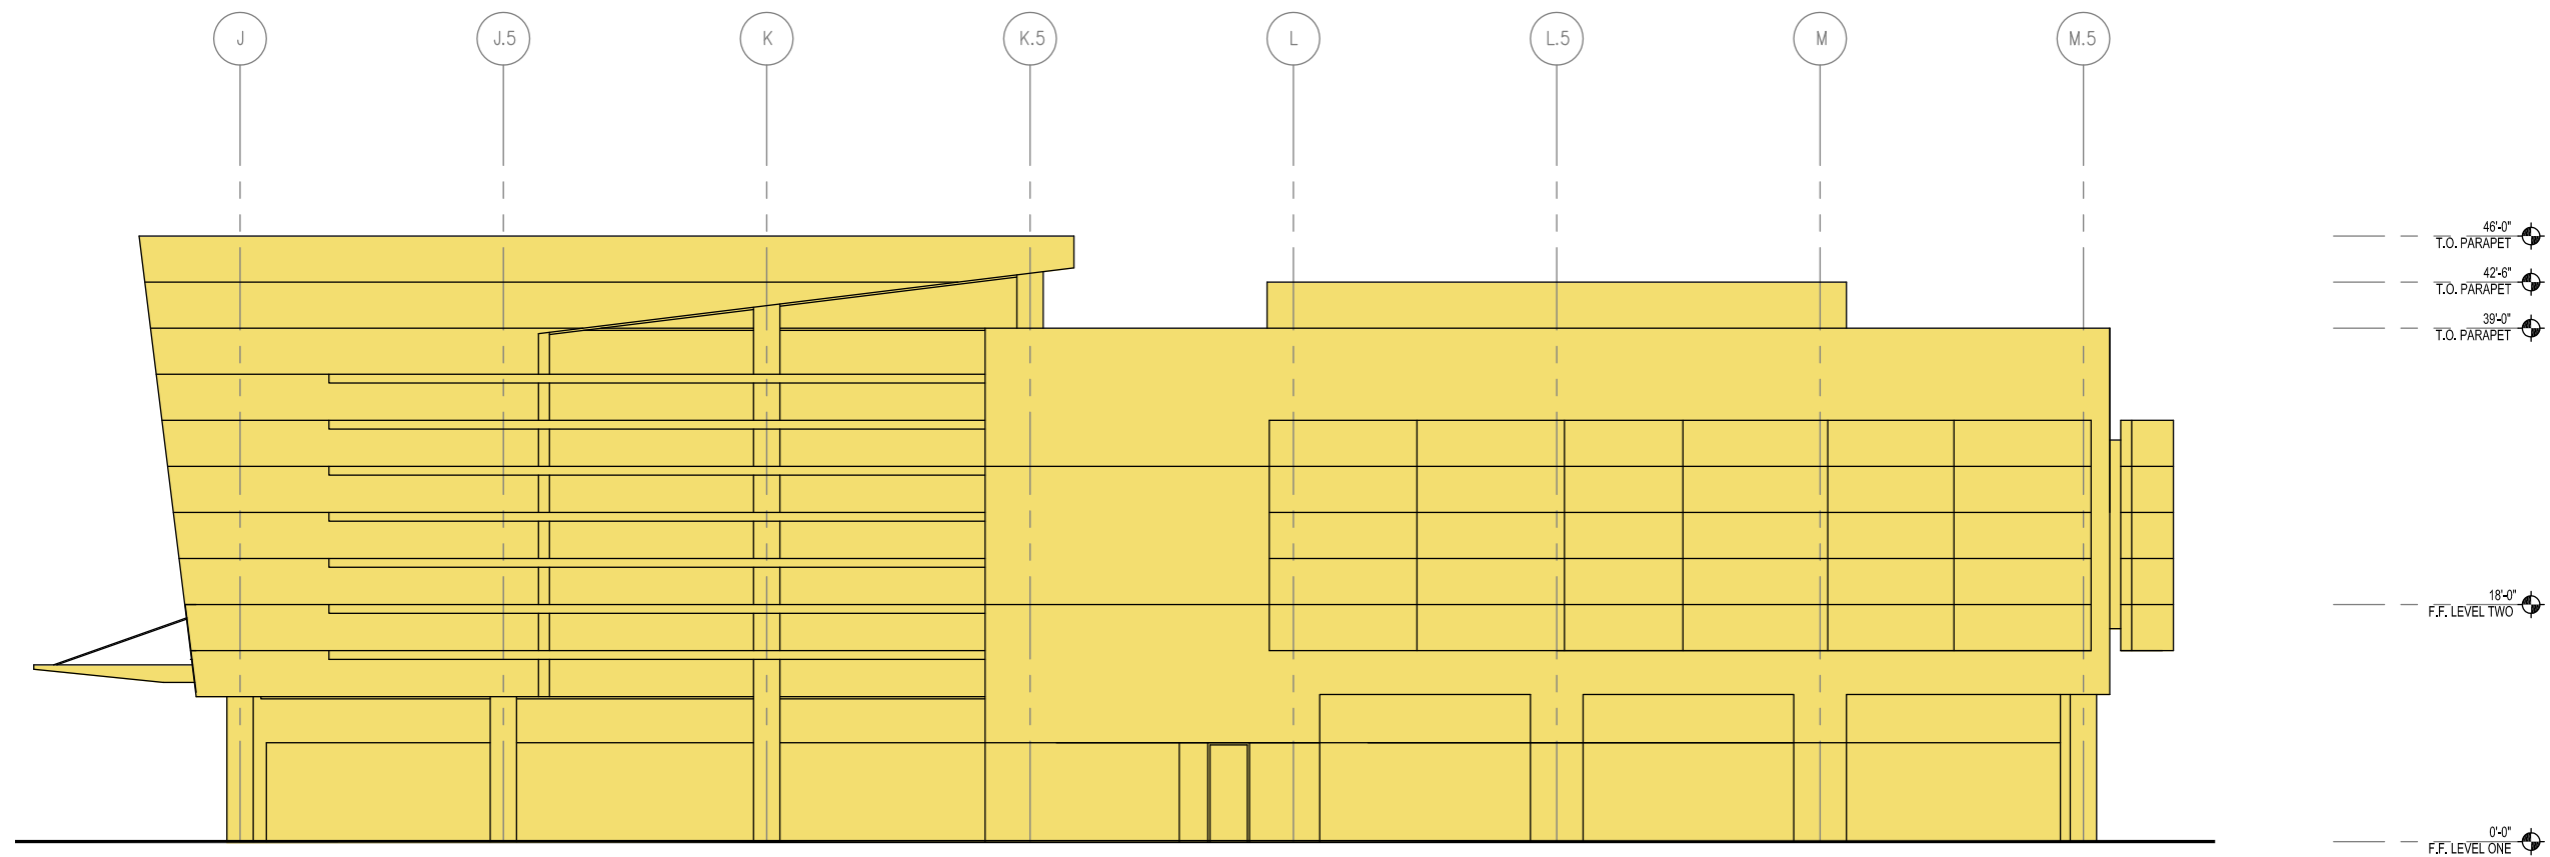 J J.5 K K.5 L L.5 M M.5
46'-0"
T.O. PARAPET
42'-6"
T.O. PARAPET
39'-0"
T.O. PARAPET
18'-0"
F.F. LEVEL TWO
0'-0"
F.F. LEVEL ONE